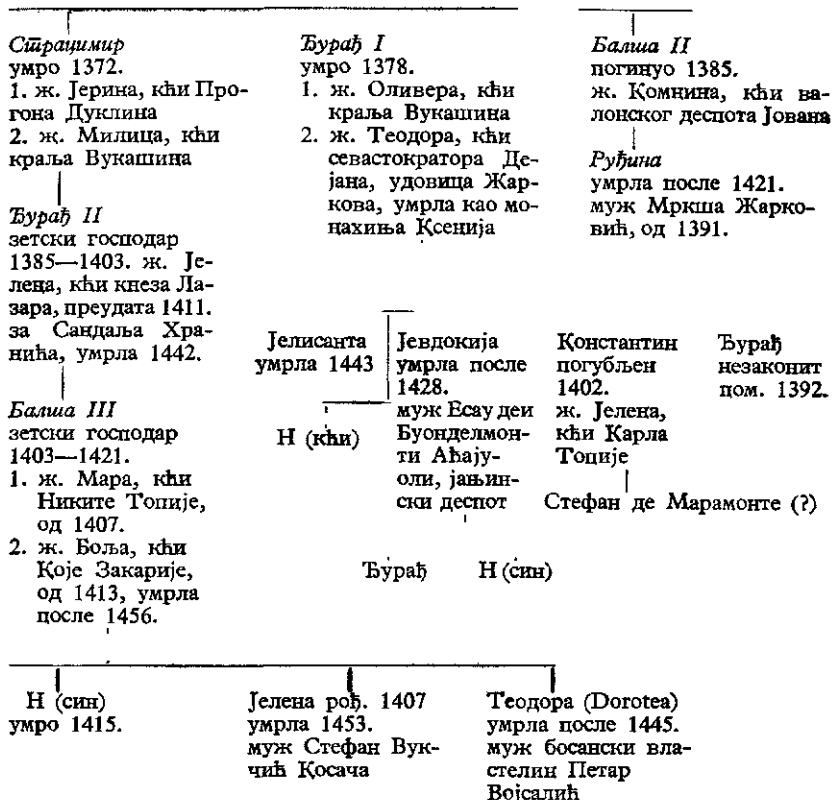 Страцимир
умро 1372.
1. ж. Јерина, кћи Про-
гона Дуклина
2. ж. Милица, кћи
краља Вукашина
Ђурађ II
зетски господар
1385—1403. ж. Је-
лена, кћи кнеза Ла-
зара, преудата 1411.
за Сандаља Хра-
нића, умрла 1442.
Балша III
зетски господар
1403—1421.
1. ж. Мара, кћи
Никите Топије,
од 1407.
2. ж. Боља, кћи
Које Закарије,
од 1413, умрла
после 1456.
Ђурађ I
умро 1378.
1. ж. Оливера, кћи
краља Вукашина
2. ж. Теодора, кћи
севастократора Де-
јана, удовица Жар-
кова, умрла као мо-
нахиња Ксенија
Балша II
погинуо 1385.
ж. Комнина, кћи ва-
лонског деспота Јована
Руђина
умрла после 1421.
муж Мркша Жарко-
вић, од 1391.
Јелисанта
умрла 1443
Н (кћи)
Јевдокија
умрла после
1428.
муж Есау деи
Буонделмон-
ти Аћају-
оли, јањин-
ски деспот
Константин
погубљен
1402.
ж. Јелена,
кћи Карла
Топије
Ђурађ
незаконит
пом. 1392.
Стефан де Марамонте (?)
Ђурађ Н (син)
Н (син)
умро 1415.
Јелена рођ. 1407
умрла 1453.
муж Стефан Вук-
чић Косача
Теодора (Dorotea)
умрла после 1445.
муж босански вла-
стелин Петар
Војсалић